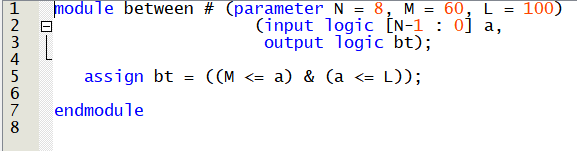 1 module between # (parameter N = 8, M = 60, L = 100)
2 (input logic [N-1 : 0] a,
3 output logic bt);
4
5 assign bt = ((M <= a) & (a <= L));
6
7 endmodule
8